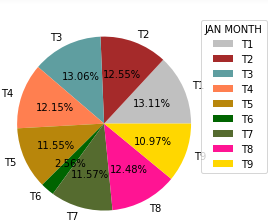 JAN MONTH
T1
T2
T3
T4
T5
T6
T7
T8
T9
T3
T2
T4
T5
T6
T7
T8
T9
13.06%
12.55%
12.15%
13.11%
11.55%
2.56%
10.97%
11.57%
12.48%